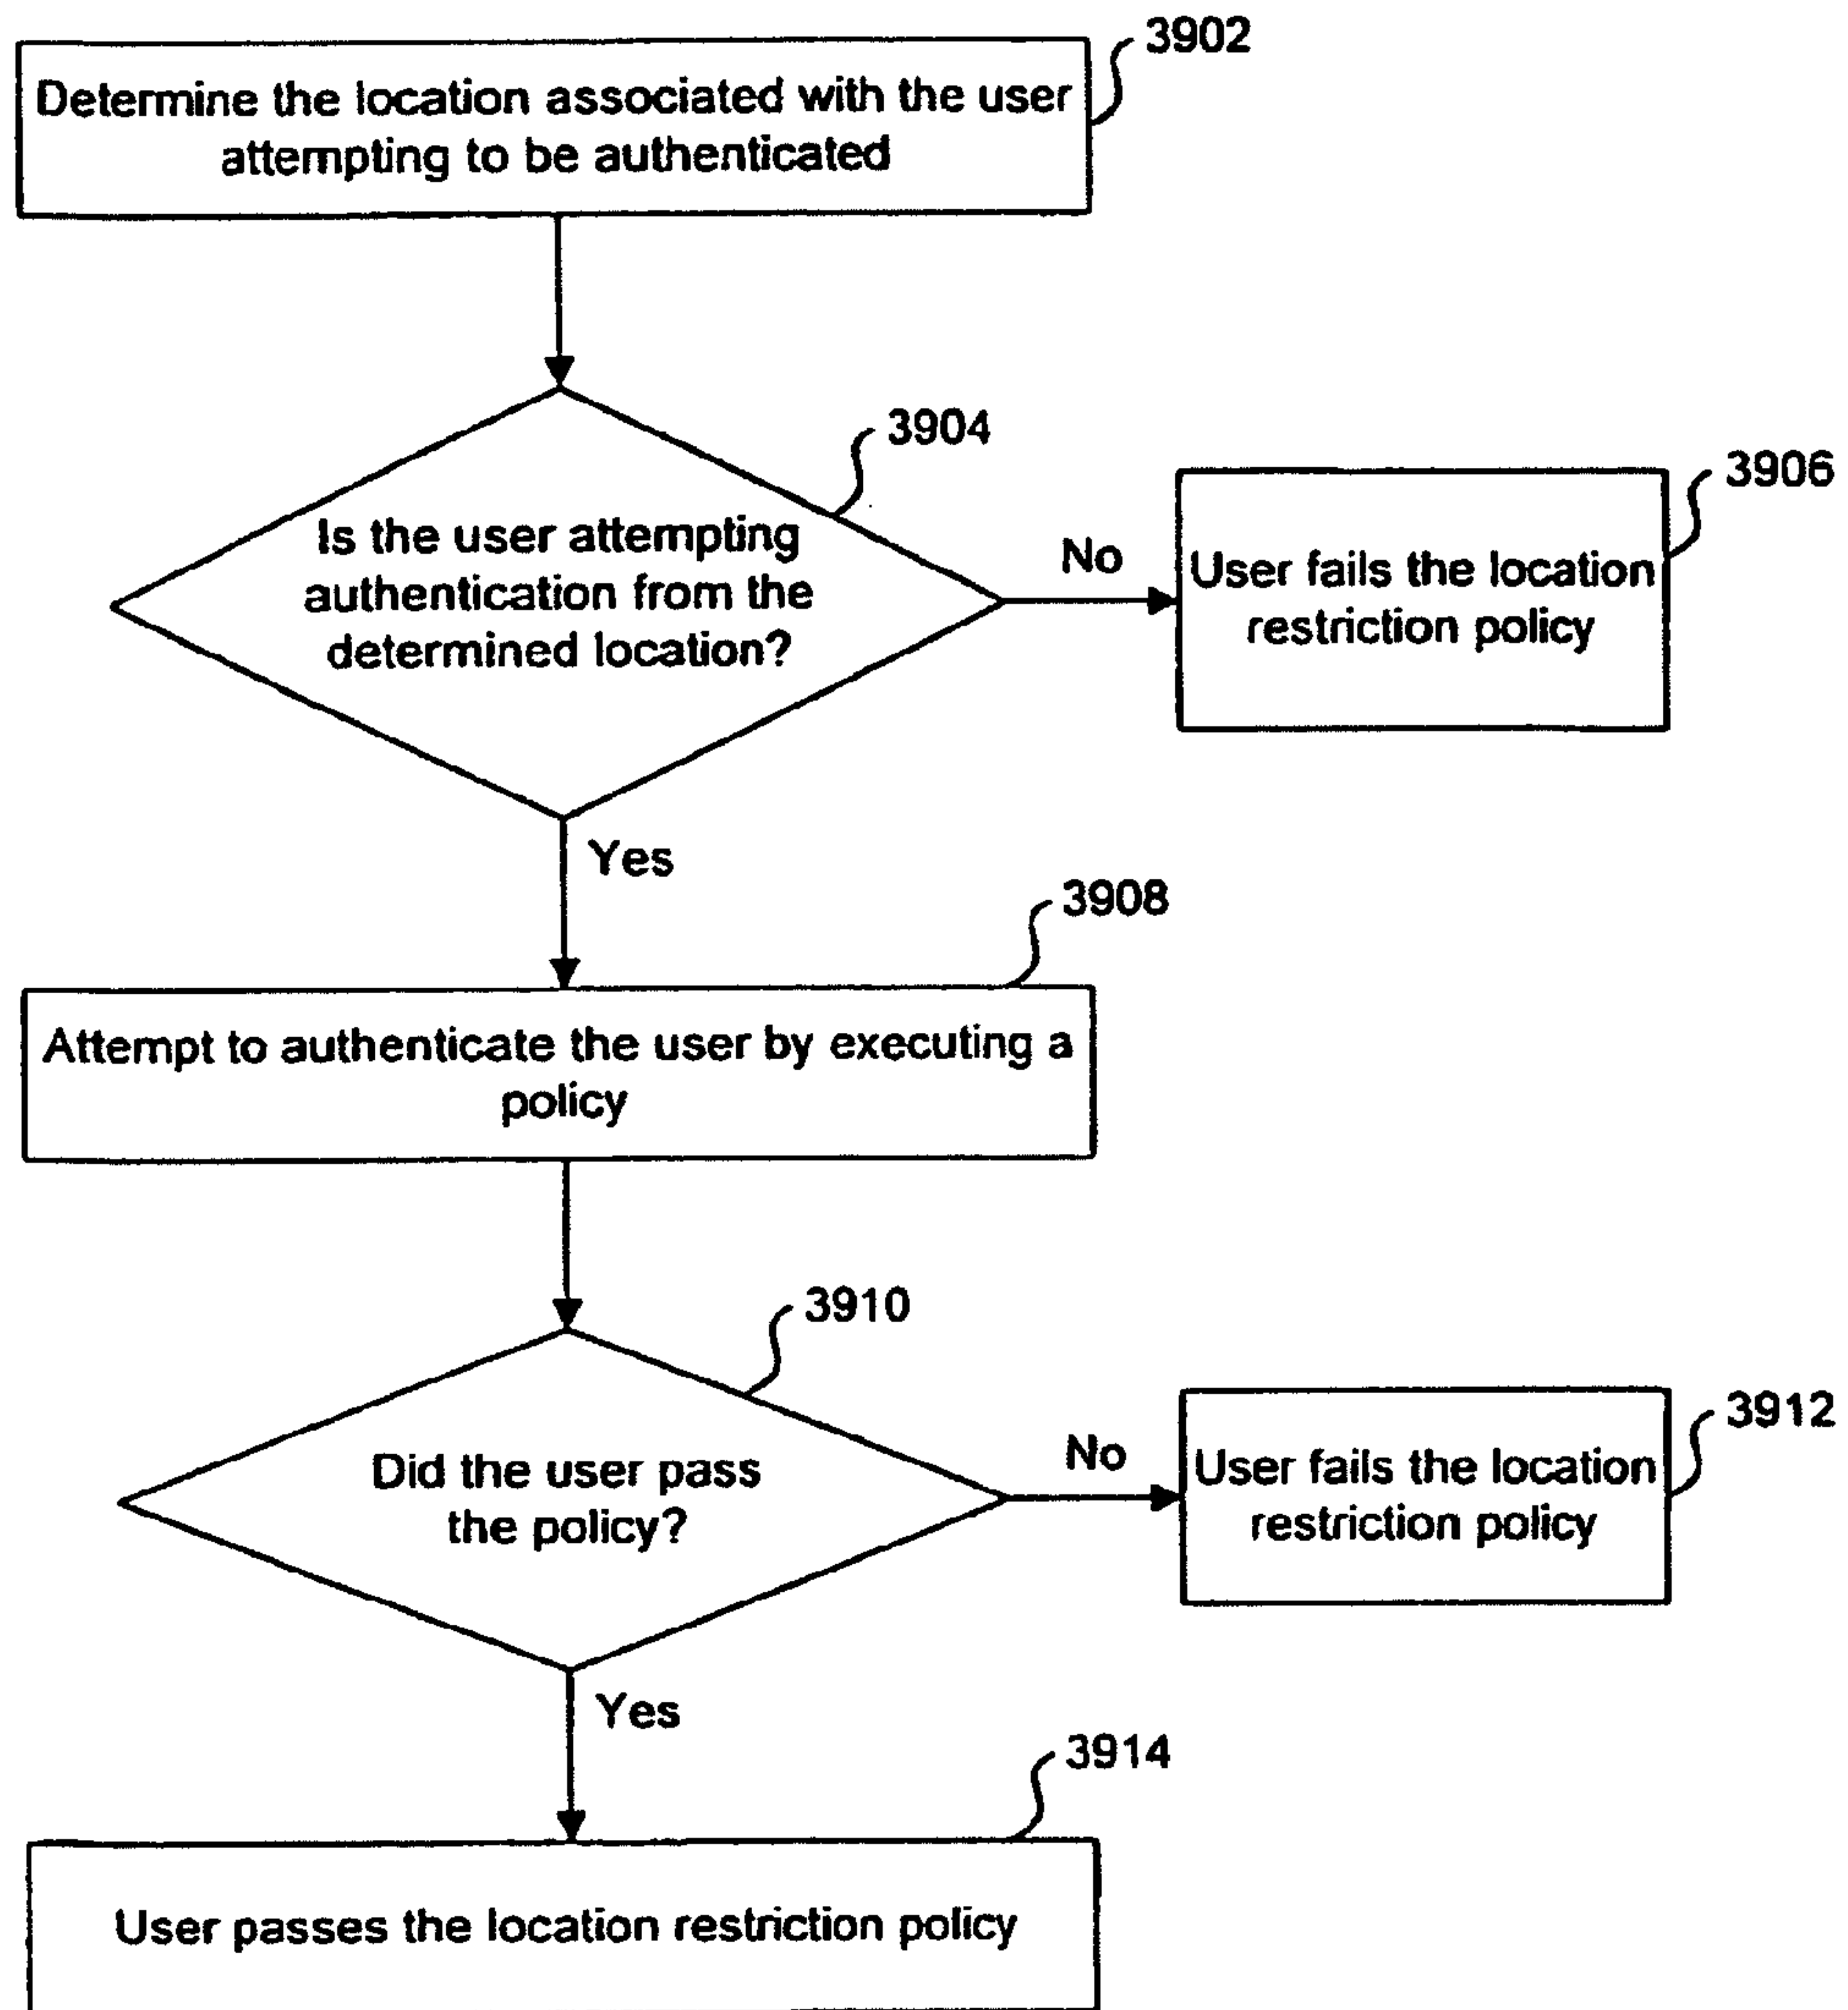 3902
Determine the location associated with the user
attempting to be authenticated
3904
Is the user attempting
authentication from the
determined location?
No
3906
User fails the location
restriction policy
Yes
3908
Attempt to authenticate the user by executing a
policy
3910
Did the user pass
the policy?
No
3912
User fails the location
restriction policy
Yes
3914
User passes the location restriction policy